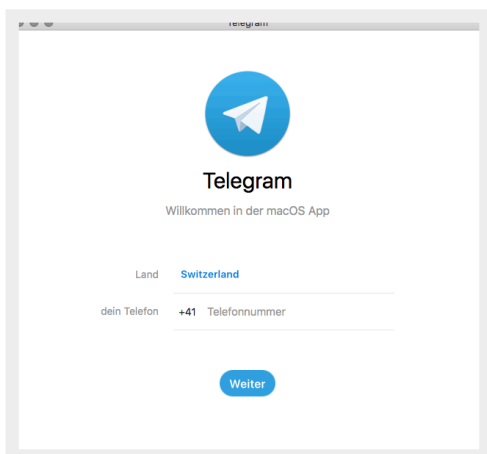 Telegram
Telegram
Willkommen in der macOS App
Land Switzerland
dein Telefon +41 Telefonnummer
Weiter